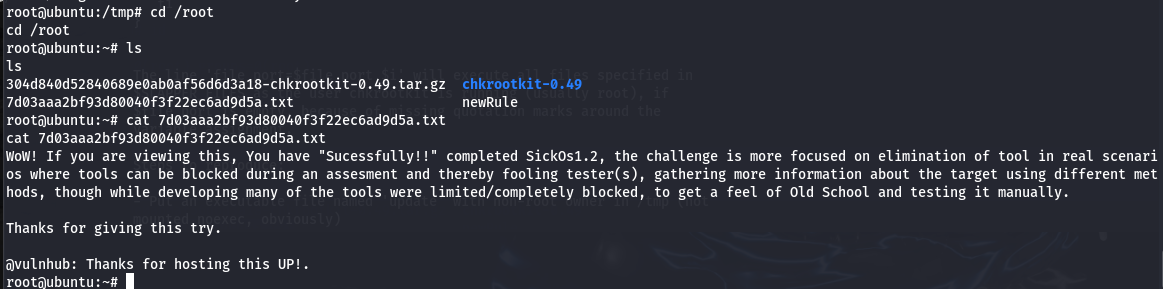 root@ubuntu:/tmp# cd /root
cd /root
root@ubuntu:~# ls
ls
304d840d52840689e0ab0af56d6d3a18-chkrootkit-0.49.tar.gz  chkrootkit-0.49
7d03aaa2bf93d80040f3f22ec6ad9d5a.txt                     newRule
root@ubuntu:~# cat 7d03aaa2bf93d80040f3f22ec6ad9d5a.txt
cat 7d03aaa2bf93d80040f3f22ec6ad9d5a.txt
WoW! If you are viewing this, You have "Sucessfully!!" completed SickOs1.2, the challenge is more focused on elimination of tool in real scenari
os where tools can be blocked during an assesment and thereby fooling tester(s), gathering more information about the target using different met
hods, though while developing many of the tools were limited/completely blocked, to get a feel of Old School and testing it manually.
Thanks for giving this try.
@vulnhub: Thanks for hosting this UP!.
root@ubuntu:~#